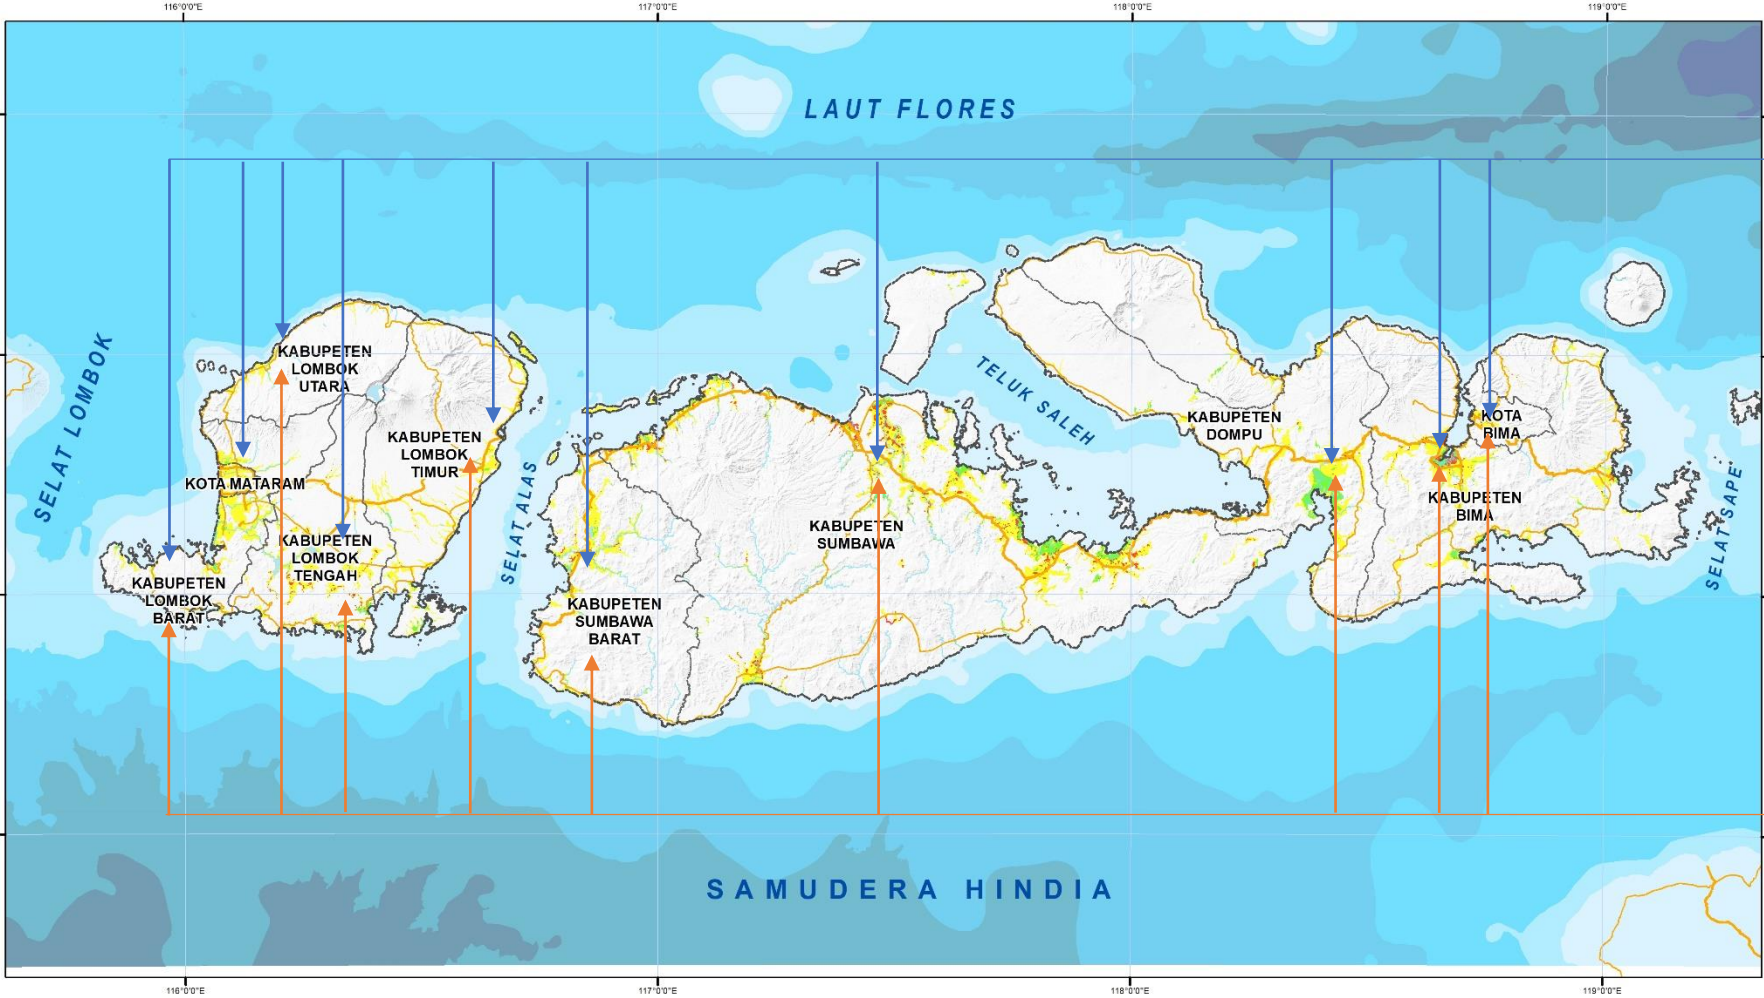 116°0'0"E
117°0'0"E
118°0'0"E
119°0'0"E
LAUT FLORES
SELAT LOMBOK
KABUPETEN
LOMBOK
UTARA
TELUK SALEH
KABUPETEN
DOMPU
KOTA
BIMA
KABUPETEN
LOMBOK
TIMUR
KOTA MATARAM
SELAT ALAS
KABUPETEN
BIMA
SELAT SAPE
KABUPETEN
SUMBAWA
KABUPETEN
LOMBOK
TENGAH
KABUPETEN
LOMBOK
BARAT
KABUPETEN
SUMBAWA
BARAT
SAMUDERA HINDIA
116°0'0"E
117°0'0"E
118°0'0"E
119°0'0"E